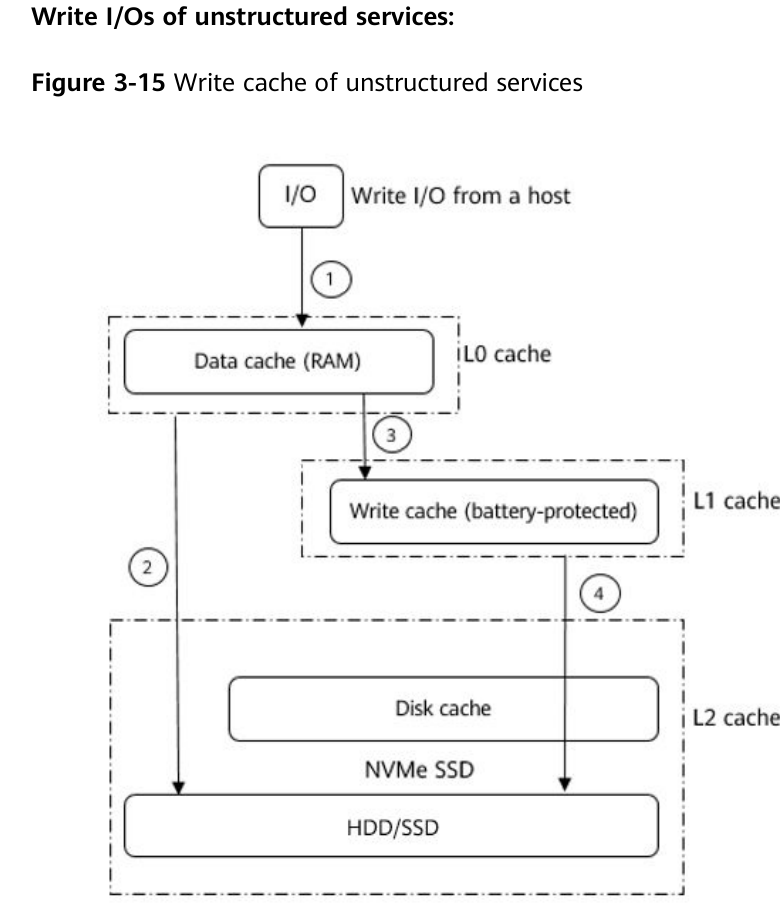 Write I/Os of unstructured services:
Figure 3-15 Write cache of unstructured services
I/O
Write I/O from a host
1
Data cache (RAM)
L0 cache
3
Write cache (battery-protected)
L1 cache
2
4
Disk cache
L2 cache
NVMe SSD
HDD/SSD